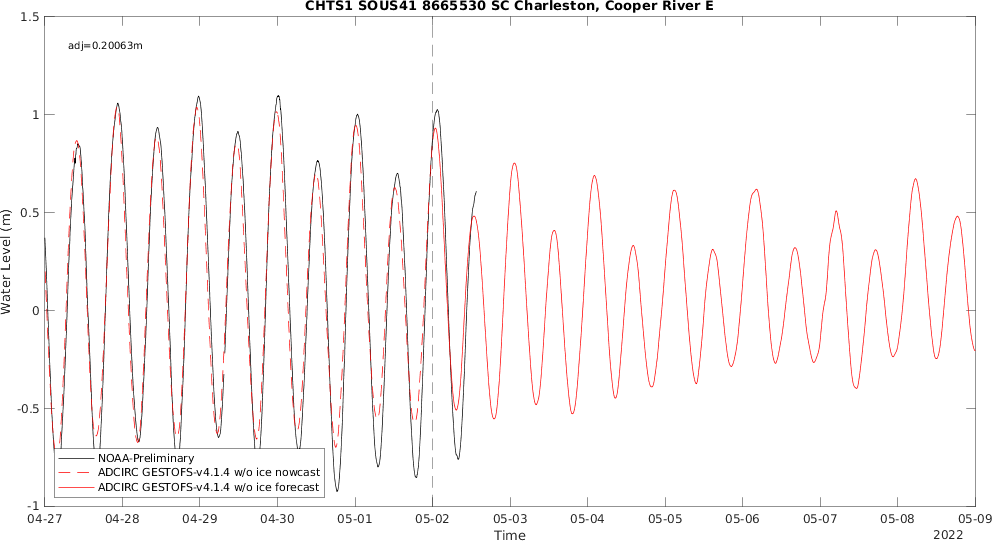 CHTS1 SOUS41 8665530 SC Charleston, Cooper River E
1.5
adj=0.20063m
1
0.5
Water Level (m)
0
-0.5
NOAA-Preliminary
ADCIRC GESTOFS-v4.1.4 w/o ice nowcast
ADCIRC GESTOFS-v4.1.4 w/o ice forecast
-1
04-27 04-28 04-29 04-30 05-01 05-02 05-03 05-04 05-05 05-06 05-07 05-08 05-09
Time 2022